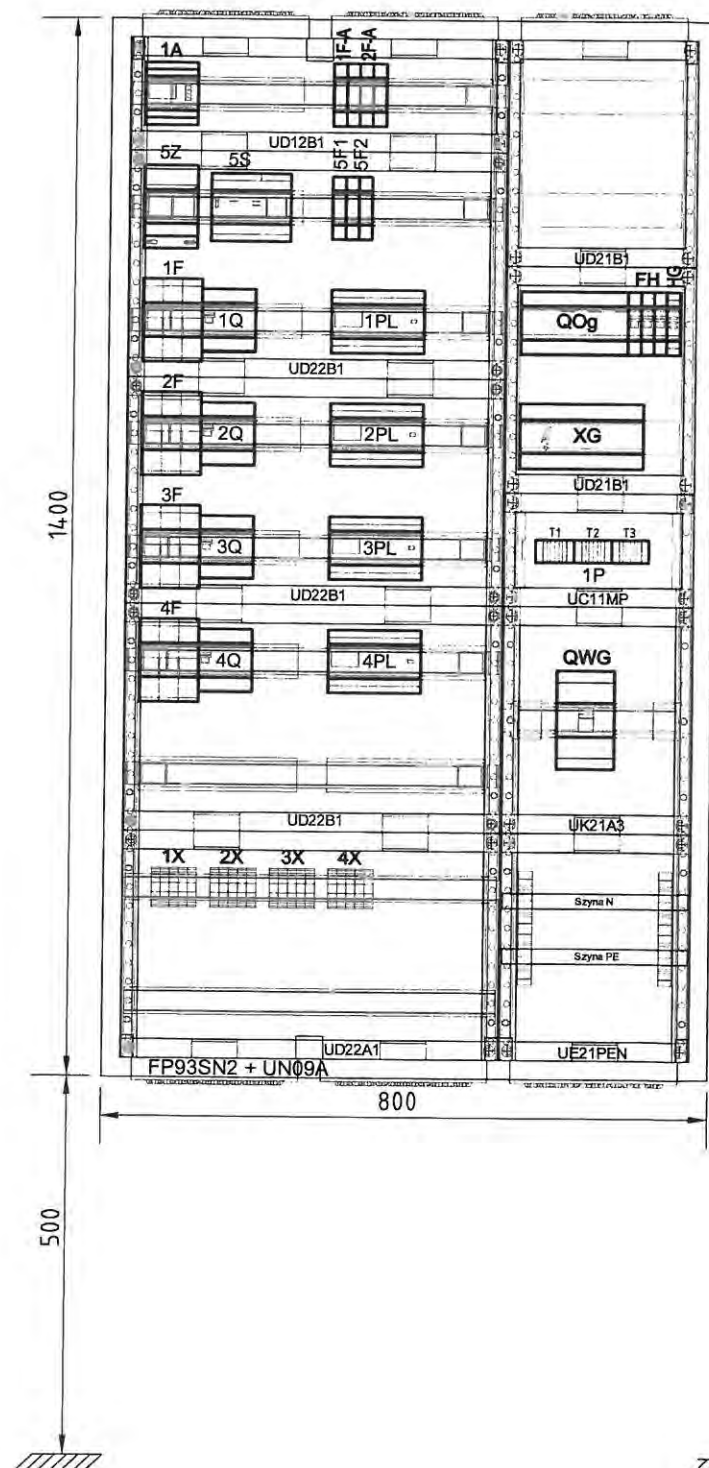 1A
1F-A
2F-A
UD12B1
5Z
5S
5F1
5F2
UD21B1
1F
1Q
1PL
QOg
FH
HG
UD22B1
2F
2Q
2PL
XG
UD21B1
3F
3Q
3PL
T1 T2 T3
1P
UD22B1
UC11MP
4F
4Q
4PL
QWG
UD22B1
UK21A3
1X 2X 3X 4X
Szyna N
Szyna PE
UD22A1
UE21PEN
FP93SN2 + UN09A
1400
800
500